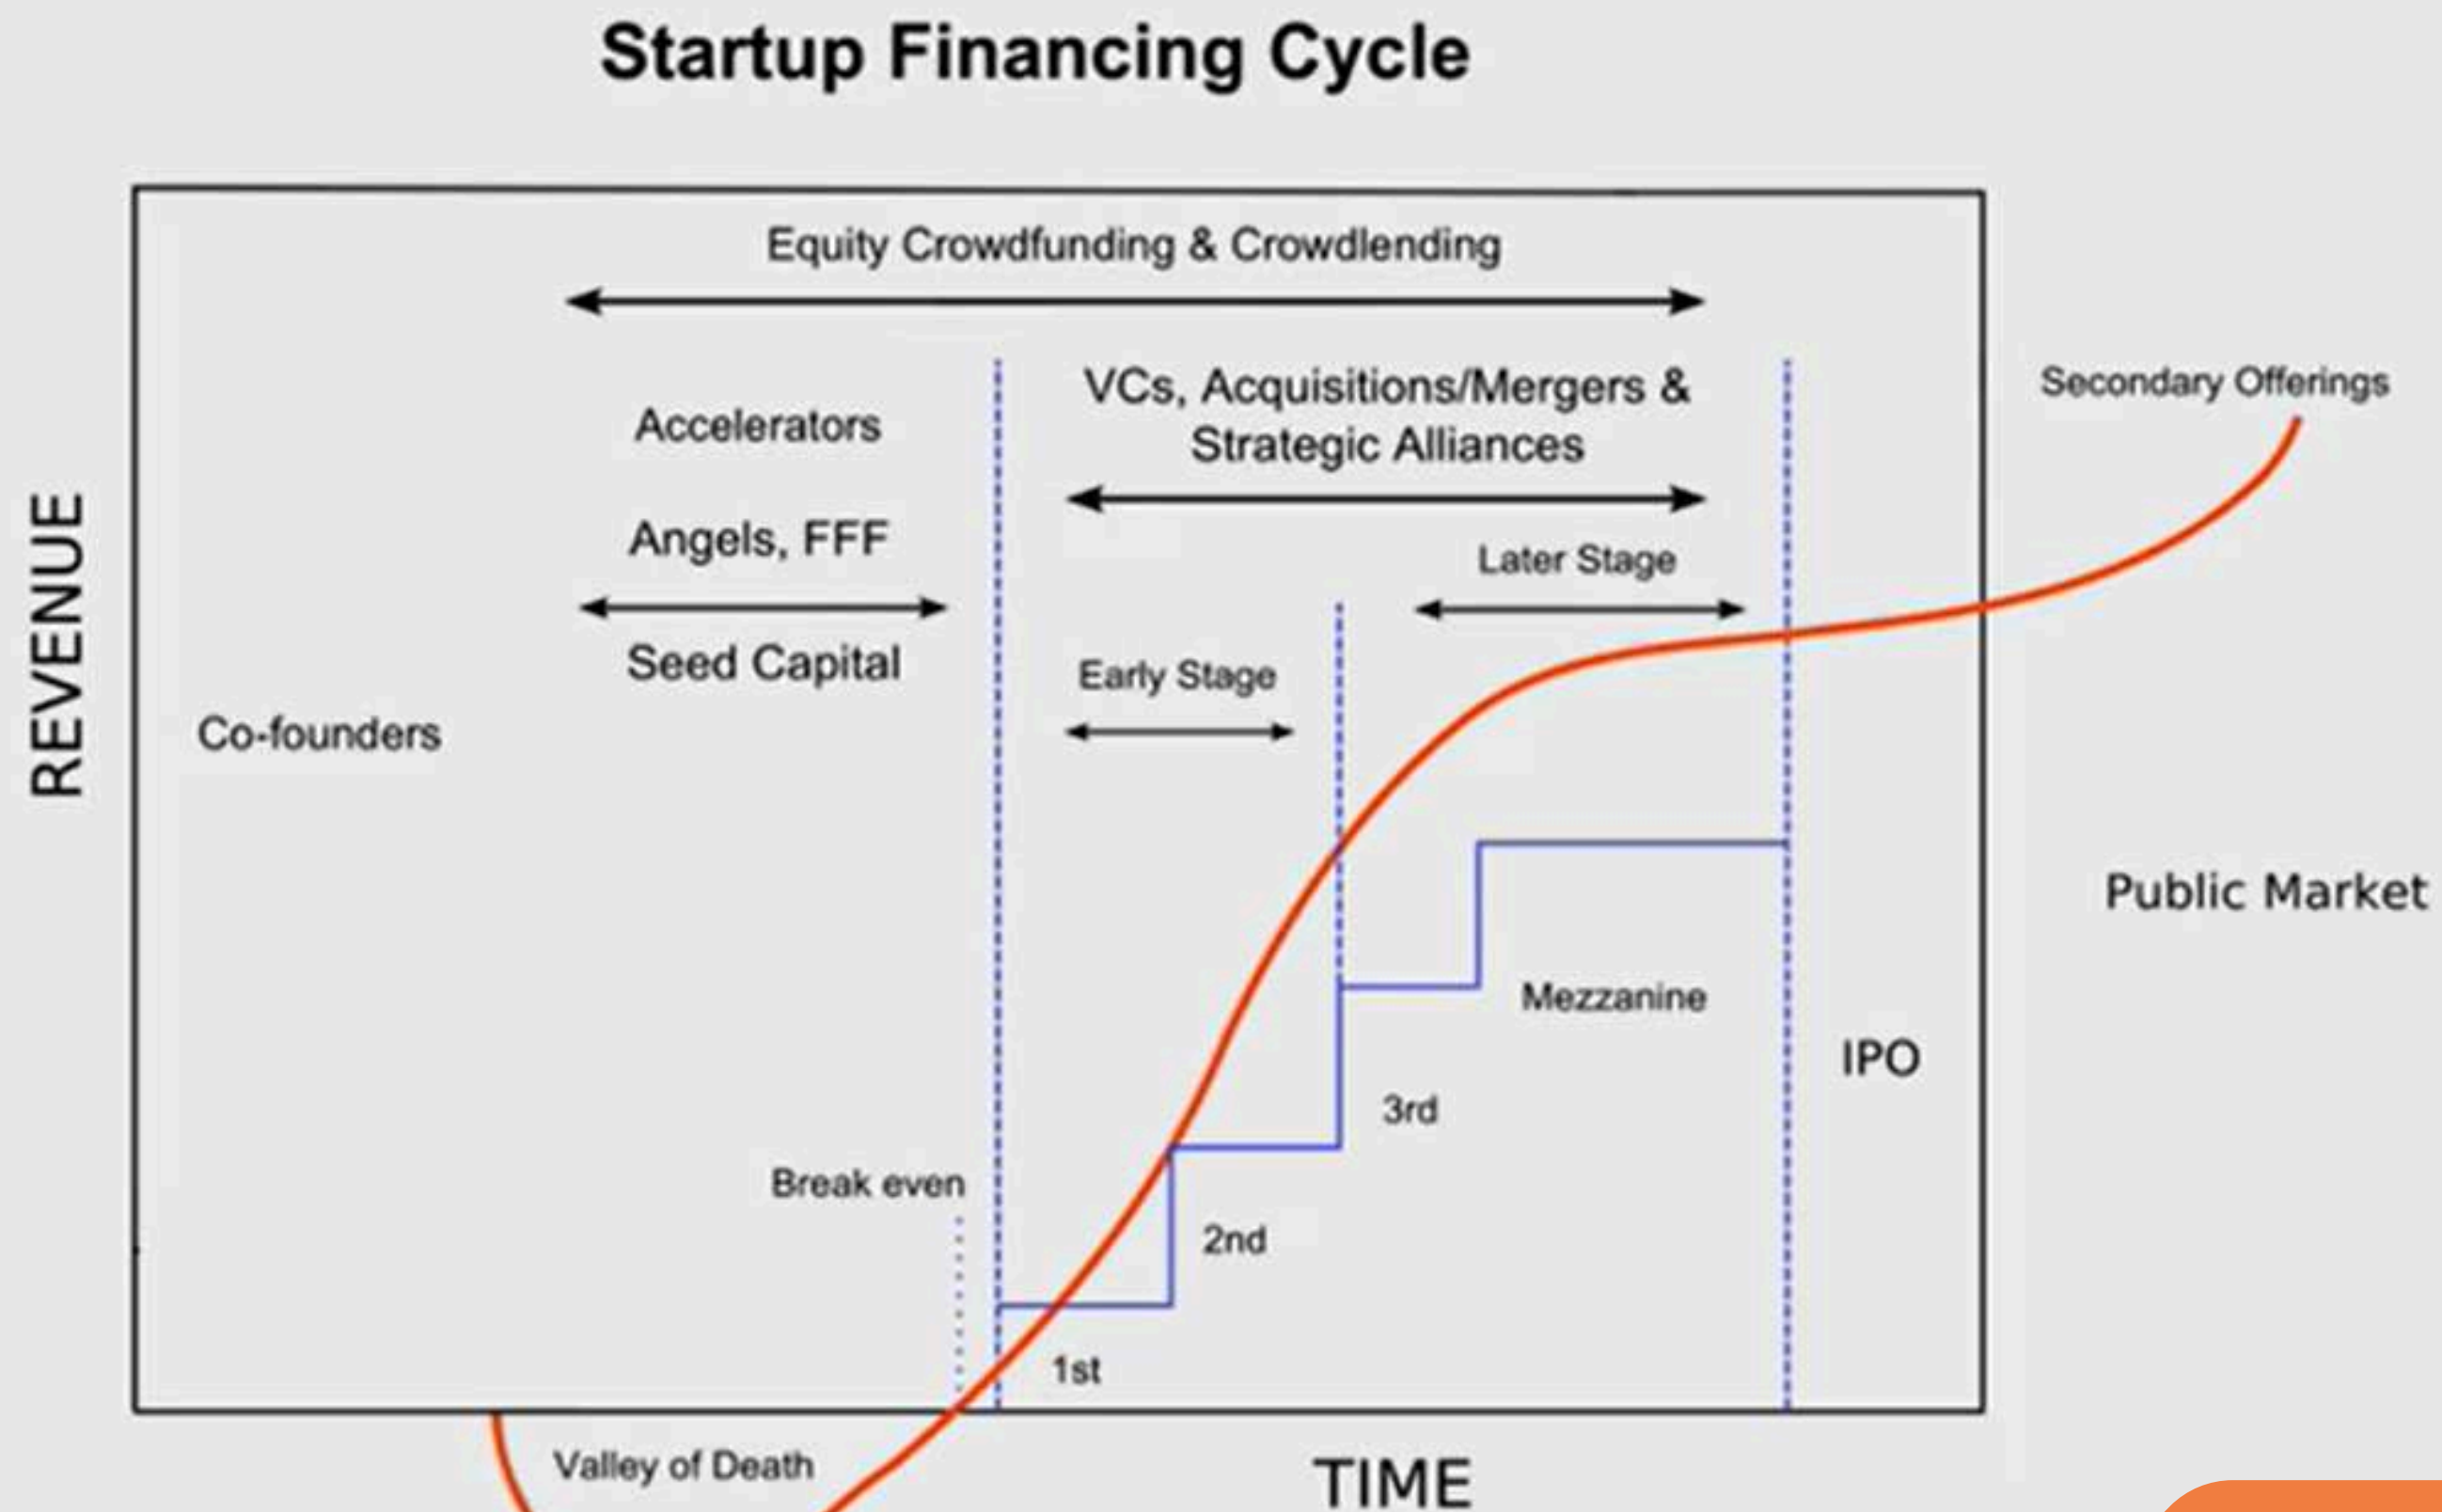 Startup Financing Cycle
Equity Crowdfunding & Crowdlending
VCs, Acquisitions/Mergers &
Strategic Alliances
Accelerators
Angels, FFF
Seed Capital
Co-founders
Early Stage
Later Stage
Secondary Offerings
Public Market
Mezzanine
IPO
3rd
2nd
1st
Break even
Valley of Death
REVENUE
TIME